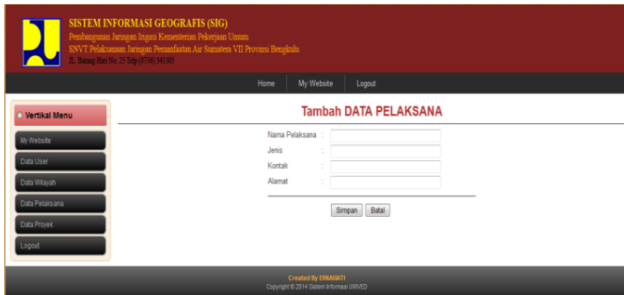 SISTEM INFORMASI GEOGRAFIS (SIG)
Pembangunan Jaringan Irigasi Kementerian Pekerjaan Umum
SNVT Pelaksanaan Jaringan Pemanfaatan Air Sumatera VII Provinsi Bengkulu
Home My Website Logout
Vertikal Menu
My Website
Data User
Data Wilayah
Data Pelaksana
Data Proyek
Logout
Tambah DATA PELAKSANA
Nama Pelaksana :
Jenis :
Kontak :
Alamat :
Simpan Batal
Created By ERNAWATI
Copyright © 2014 Sistem Informasi UNIVED